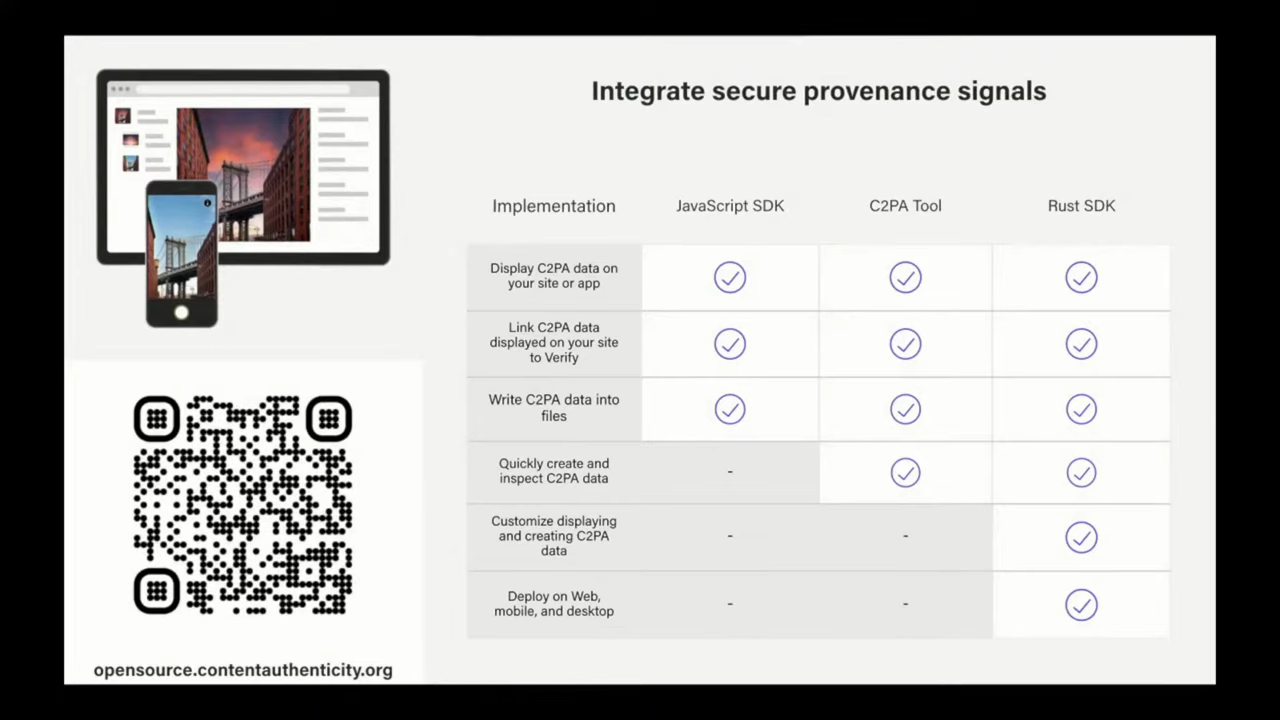 Integrate secure provenance signals
Implementation
JavaScript SDK
C2PA Tool
Rust SDK
Display C2PA data on
your site or app
Link C2PA data
displayed on your site
to Verify
Write C2PA data into
files
Quickly create and
inspect C2PA data
-
Customize displaying
and creating C2PA
data
-
-
Deploy on Web,
mobile, and desktop
-
-
opensource.contentauthenticity.org